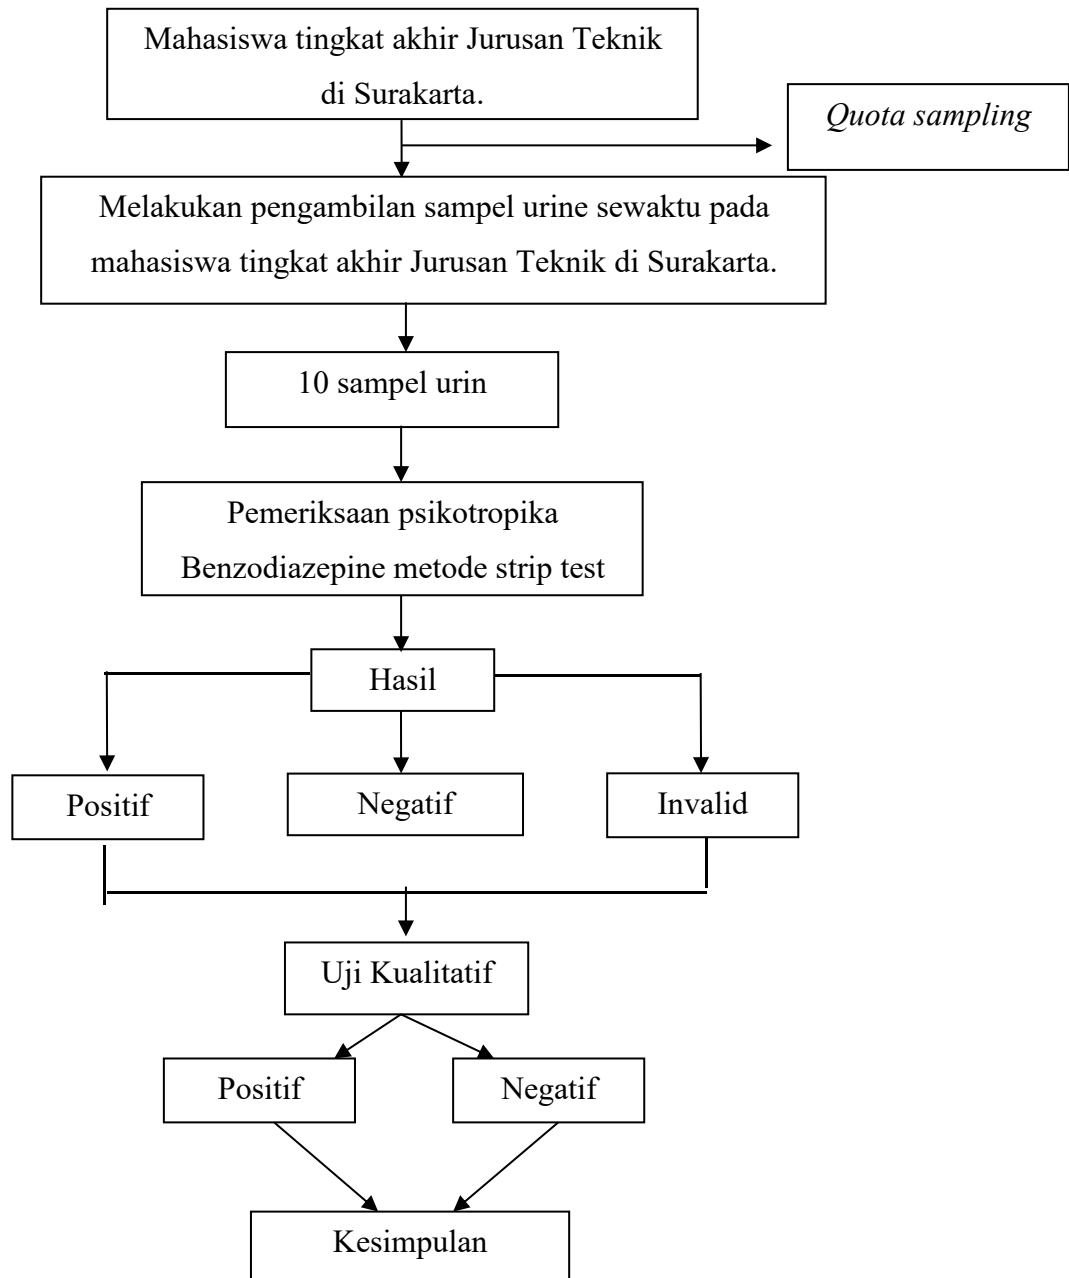 Mahasiswa tingkat akhir Jurusan Teknik
di Surakarta.
Quota sampling
Melakukan pengambilan sampel urine sewaktu pada
mahasiswa tingkat akhir Jurusan Teknik di Surakarta.
10 sampel urin
Pemeriksaan psikotropika
Benzodiazepine metode strip test
Hasil
Positif
Negatif
Invalid
Uji Kualitatif
Positif
Negatif
Kesimpulan